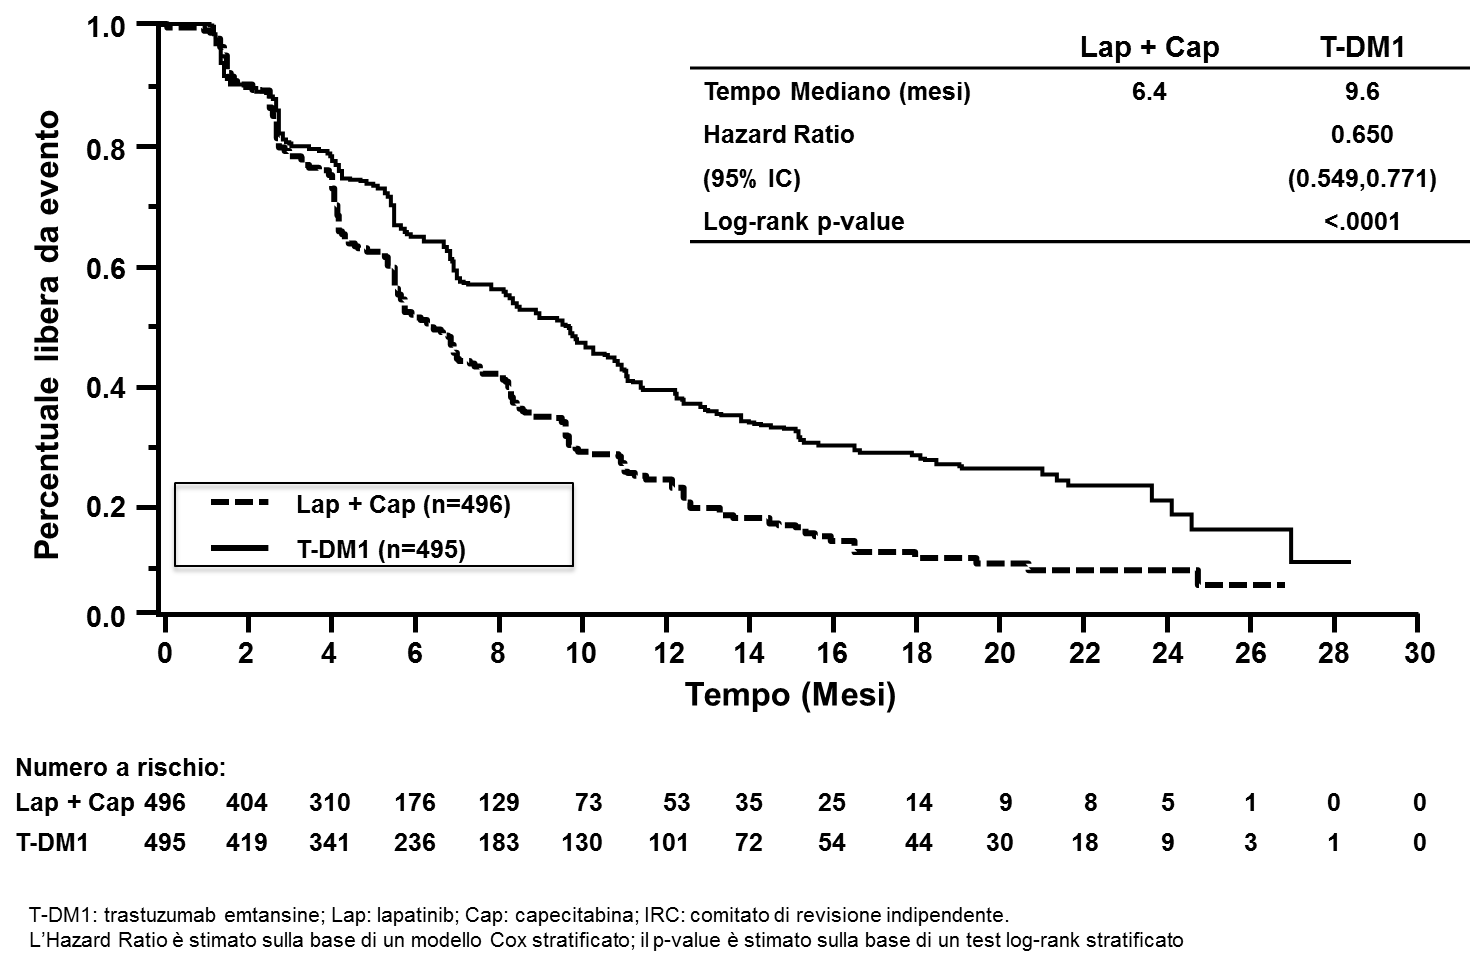 Lap + Cap T-DM1
Tempo Mediano (mesi) 6.4 9.6
Hazard Ratio 0.650
(95% IC) (0.549,0.771)
Log-rank p-value <.0001
Percentuale libera da evento
1.0
0.8
0.6
0.4
0.2
0.0
Lap + Cap (n=496)
T-DM1 (n=495)
0 2 4 6 8 10 12 14 16 18 20 22 24 26 28 30
Tempo (Mesi)
Numero a rischio:
Lap + Cap 496 404 310 176 129 73 53 35 25 14 9 8 5 1 0 0
T-DM1 495 419 341 236 183 130 101 72 54 44 30 18 9 3 1 0
T-DM1: trastuzumab emtansine; Lap: lapatinib; Cap: capecitabina; IRC: comitato di revisione indipendente.
L'Hazard Ratio è stimato sulla base di un modello Cox stratificato; il p-value è stimato sulla base di un test log-rank stratificato